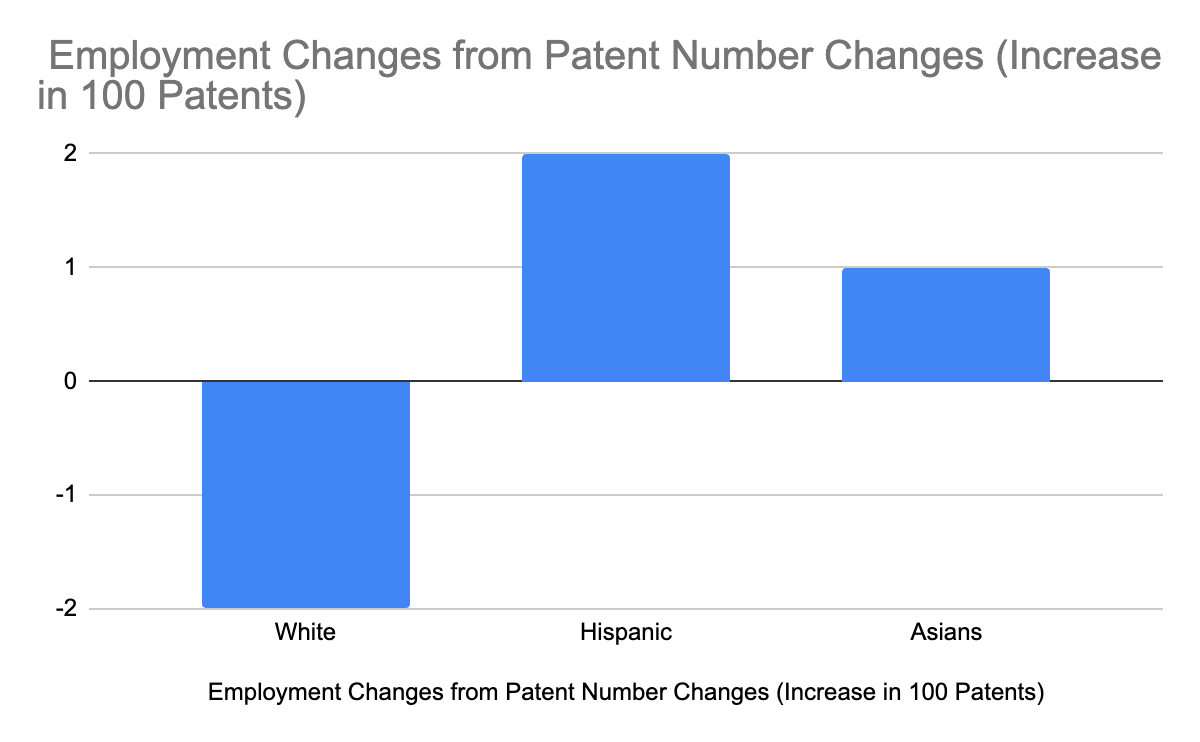 Employment Changes from Patent Number Changes (Increase
in 100 Patents)
2
1
0
-1
-2
White Hispanic Asians
Employment Changes from Patent Number Changes (Increase in 100 Patents)